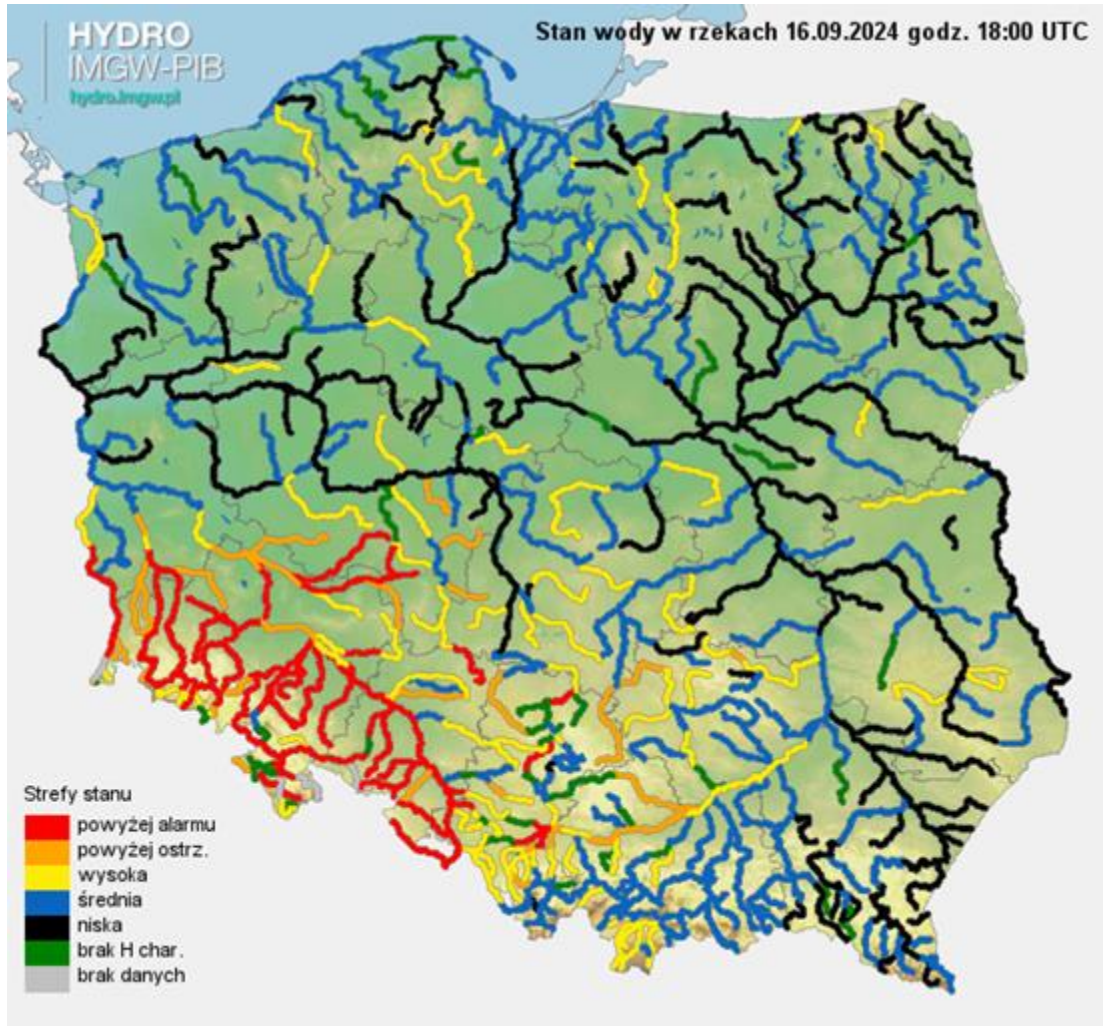 HYDRO
IMGW-PIB
hydro.imgw.pl
Stan wody w rzekach 16.09.2024 godz. 18:00 UTC
Strefy stanu
powyżej alarmu
powyżej ostrz.
wysoka
średnia
niska
brak H char.
brak danych